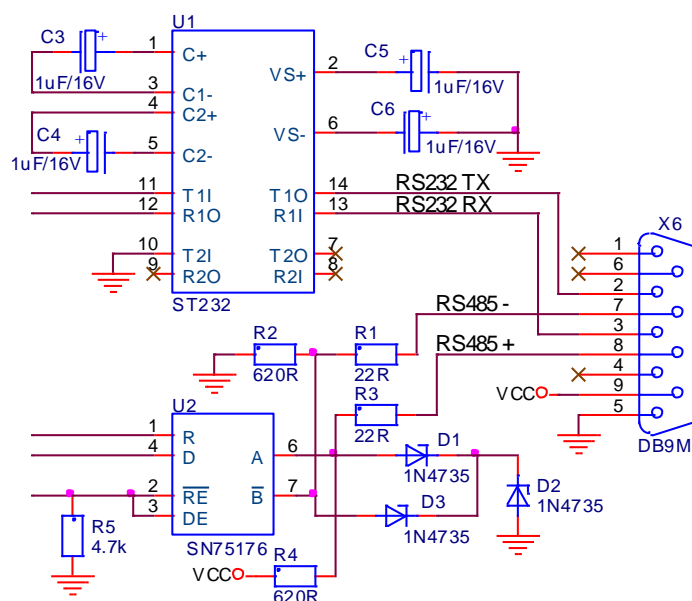 U1
C3
1uF/16V
1
C+
3
C1-
4
C2+
C4
1uF/16V
5
C2-
11
T1I
12
R1O
10
T2I
9
R2O
VS+
2
C5
1uF/16V
VS-
6
C6
1uF/16V
T1O
14
RS232 TX
R1I
13
RS232 RX
T2O
7
R2I
8
ST232
X6
1
6
2
7
3
8
4
9
5
DB9M
RS485 -
RS485 +
VCC
R2
620R
R1
22R
R3
22R
U2
1
R
4
D
2
RE
3
DE
A
6
B
7
SN75176
R5
4.7k
D1
1N4735
D3
1N4735
D2
1N4735
VCC
R4
620R